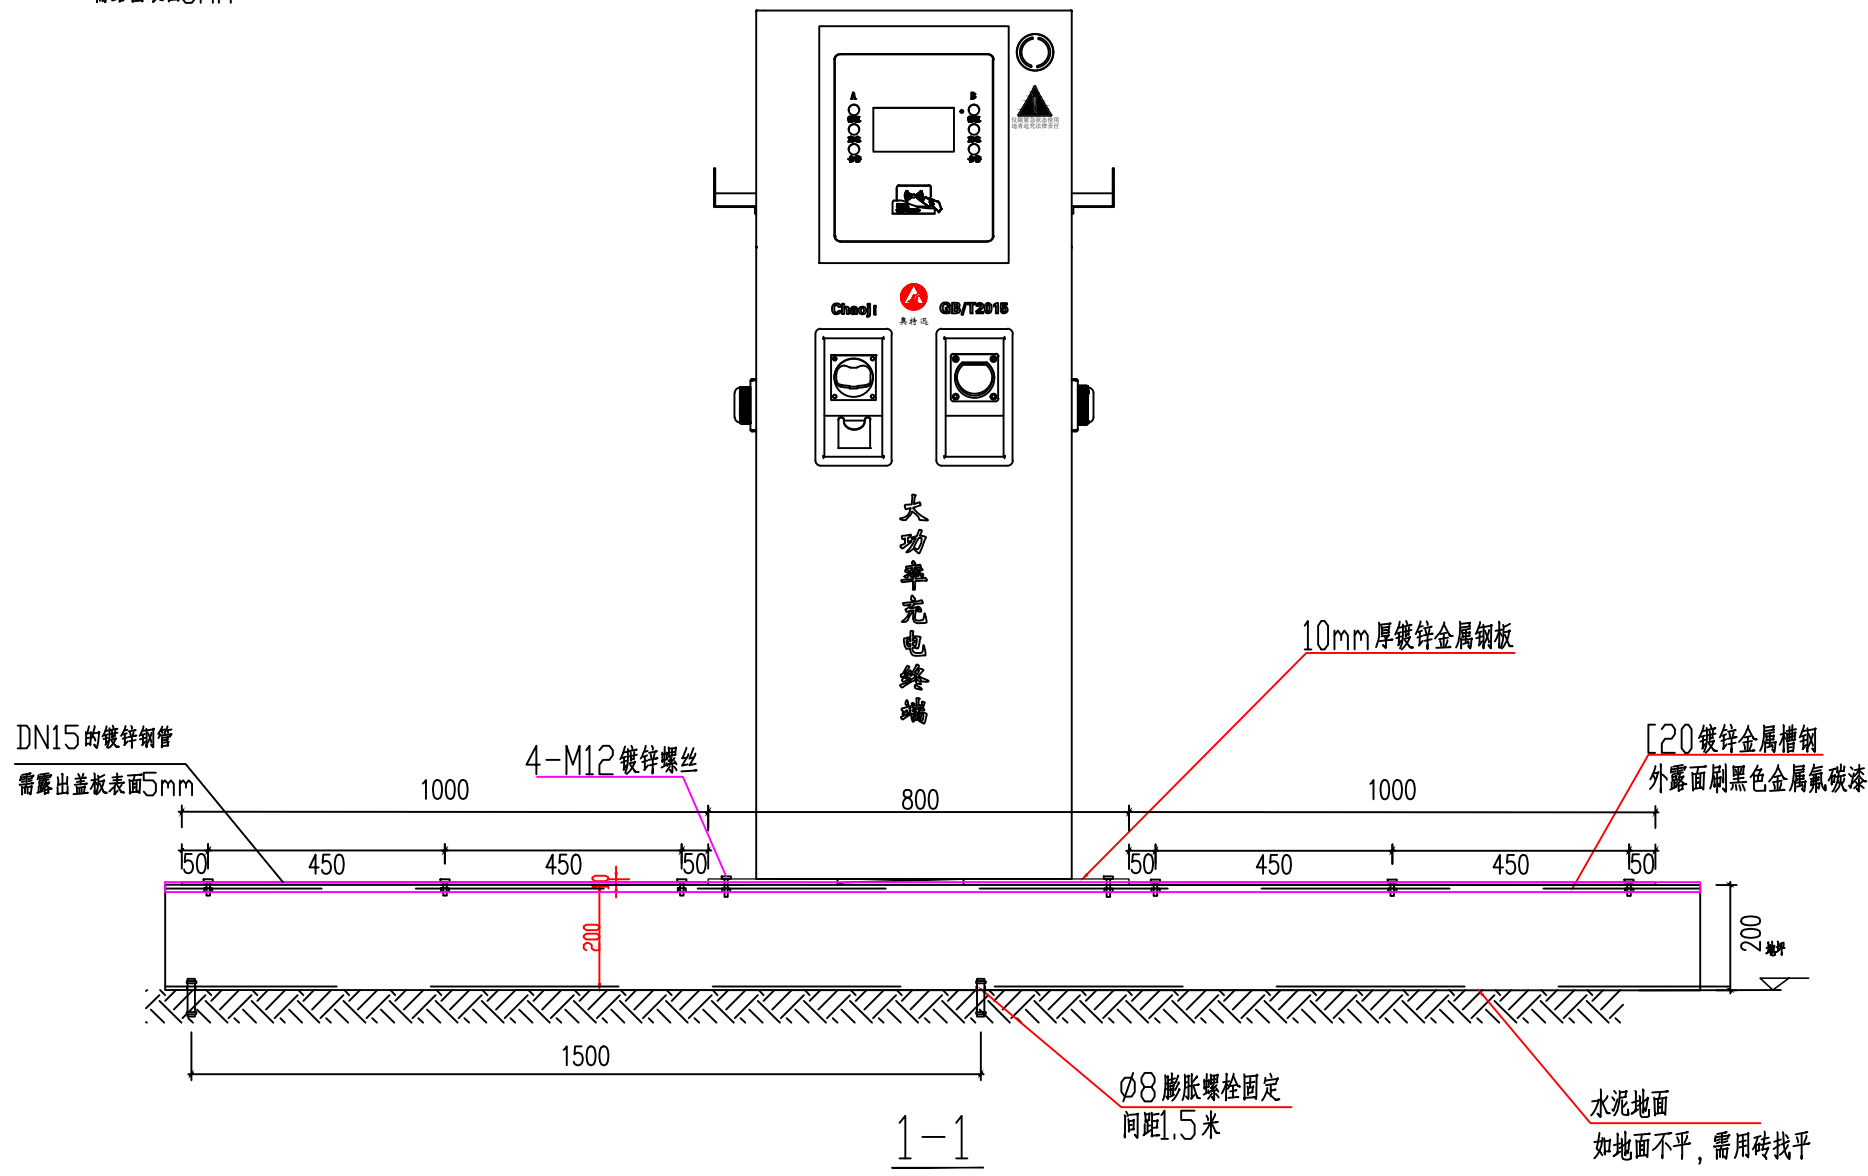 A
B
Chaoji
奥特迅
GB/T2015
大功率充电终端
10mm厚镀锌金属钢板
DN15的镀锌钢管
需露出盖板表面5mm
4-M12镀锌螺丝
[20镀锌金属槽钢
外露面刷黑色金属氟碳漆
1000
800
1000
50
450
450
50
50
450
450
50
10
200
200
地坪
1500
Ø8膨胀螺栓固定
间距1.5米
水泥地面
如地面不平，需用砖找平
1-1